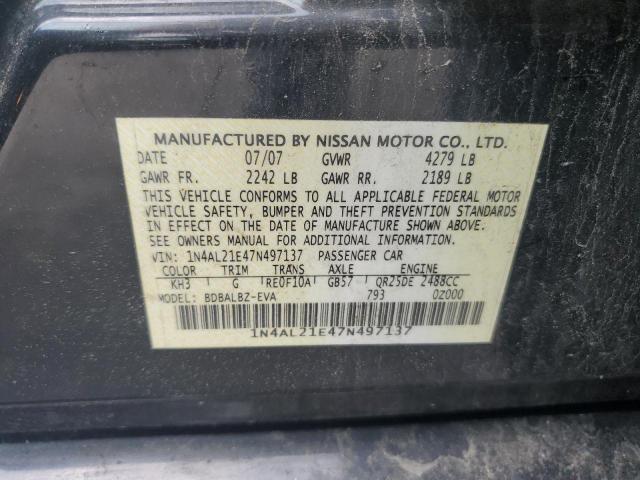 MANUFACTURED BY NISSAN MOTOR CO., LTD.
DATE 07/07 GVWR 4279 LB
GAWR FR. 2242 LB GAWR RR. 2189 LB
THIS VEHICLE CONFORMS TO ALL APPLICABLE FEDERAL MOTOR
VEHICLE SAFETY, BUMPER AND THEFT PREVENTION STANDARDS
IN EFFECT ON THE DATE OF MANUFACTURE SHOWN ABOVE.
SEE OWNERS MANUAL FOR ADDITIONAL INFORMATION.
VIN: 1N4AL21E47N497137 PASSENGER CAR
COLOR TRIM TRANS AXLE ENGINE
KH3 G RE0F10A GB57 QR25DE 2488CC
MODEL: BDBALBZ-EVA 793 0Z000
1N4AL21E47N497137